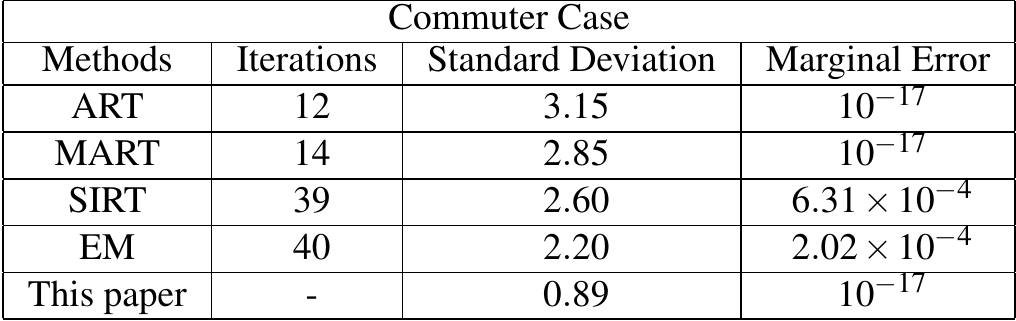 Commuter Case
Methods Iterations Standard Deviation Marginal Error
ART 12 3.15 10⁻¹⁷
MART 14 2.85 10⁻¹⁷
SIRT 39 2.60 6.31 × 10⁻⁴
EM 40 2.20 2.02 × 10⁻⁴
This paper - 0.89 10⁻¹⁷